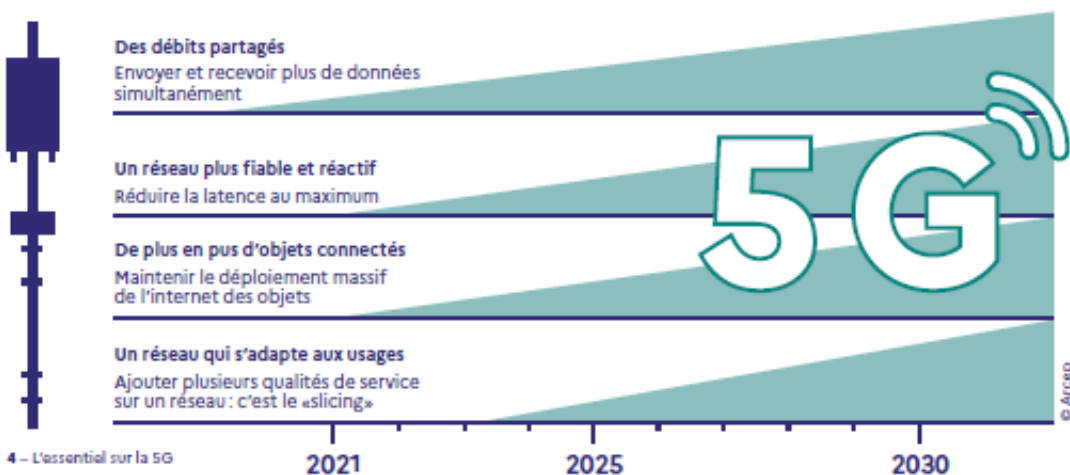 Des débits partagés
Envoyer et recevoir plus de données
simultanément
Un réseau plus fiable et réactif
Réduire la latence au maximum
De plus en pus d'objets connectés
Maintenir le déploiement massif
de l'internet des objets
Un réseau qui s'adapte aux usages
Ajouter plusieurs qualités de service
sur un réseau : c'est le «slicing»
5G
© Arcep
4 – L'essentiel sur la 5G
2021
2025
2030